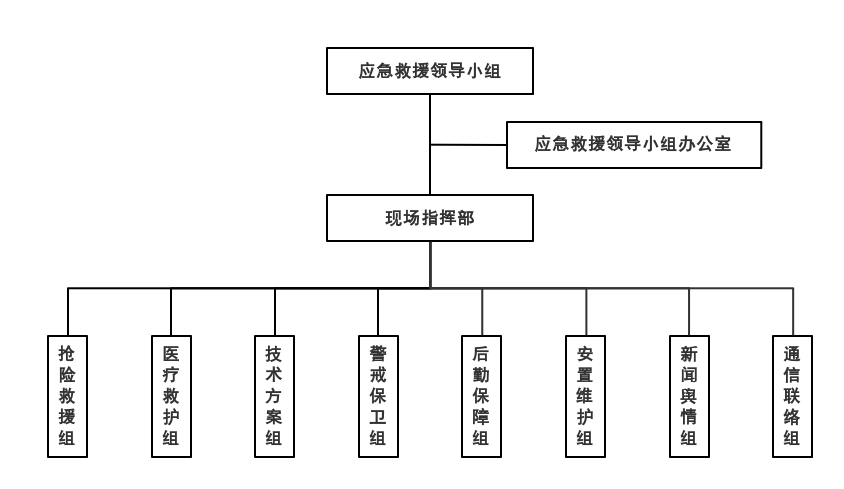 应急救援领导小组
应急救援领导小组办公室
现场指挥部
抢险救援组
医疗救护组
技术方案组
警戒保卫组
后勤保障组
安置维护组
新闻舆情组
通信联络组